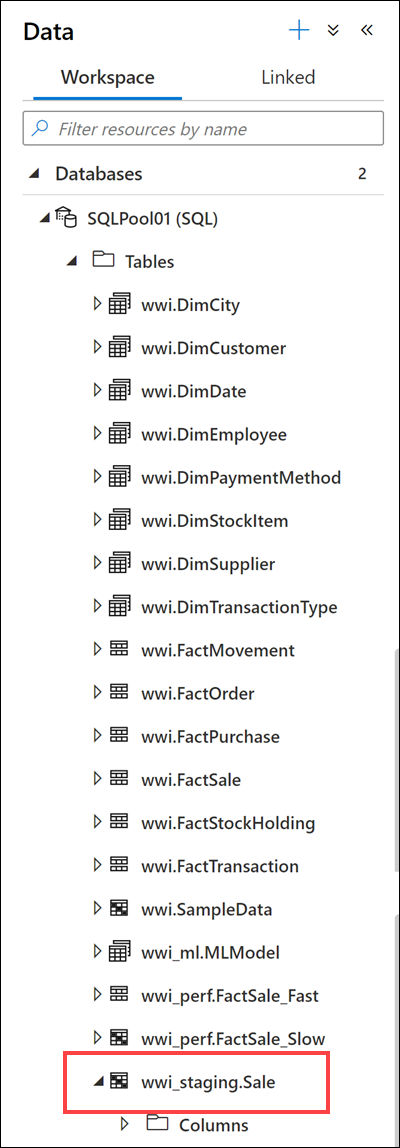 Data
Workspace Linked
Filter resources by name
Databases 2
SQLPool01 (SQL)
Tables
wwi.DimCity
wwi.DimCustomer
wwi.DimDate
wwi.DimEmployee
wwi.DimPaymentMethod
wwi.DimStockItem
wwi.DimSupplier
wwi.DimTransactionType
wwi.FactMovement
wwi.FactOrder
wwi.FactPurchase
wwi.FactSale
wwi.FactStockHolding
wwi.FactTransaction
wwi.SampleData
wwi_ml.MLModel
wwi_perf.FactSale_Fast
wwi_perf.FactSale_Slow
wwi_staging.Sale
Columns